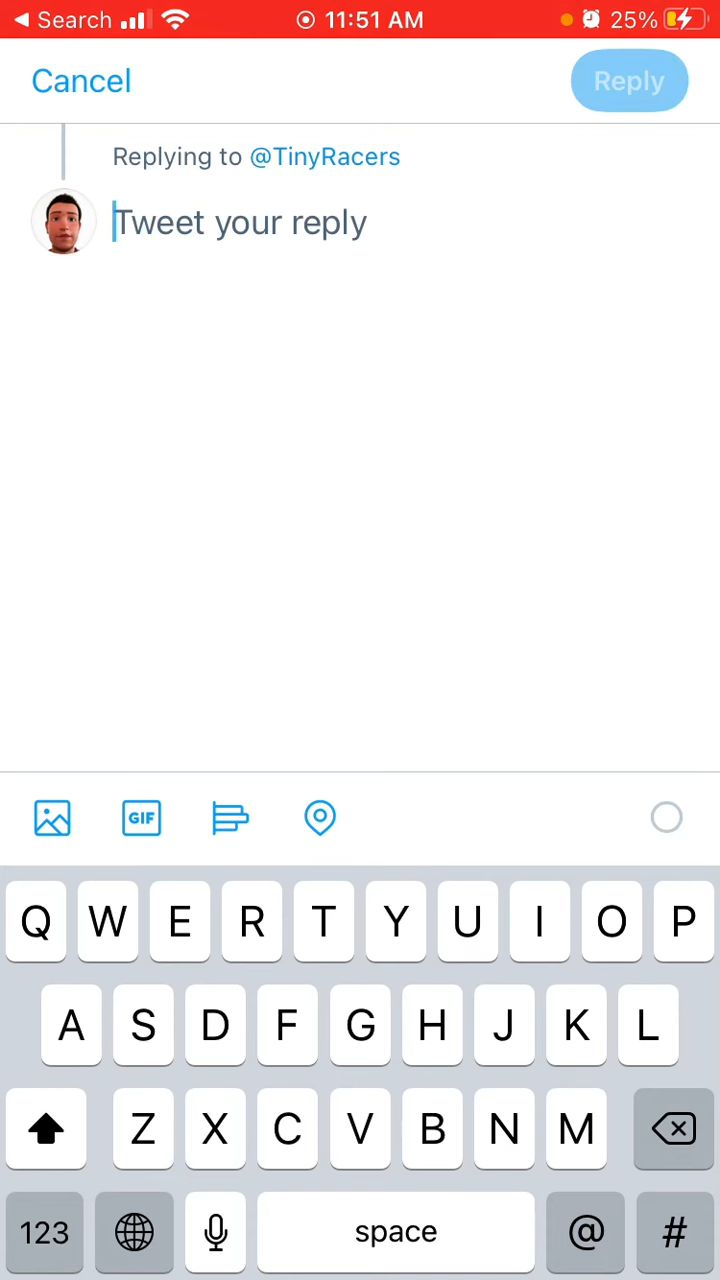 Search 11:51 AM 25%
Cancel Reply
Replying to @TinyRacers
Tweet your reply
GIF
Q W E R T Y U I O P
A S D F G H J K L
Z X C V B N M
123 space @ #